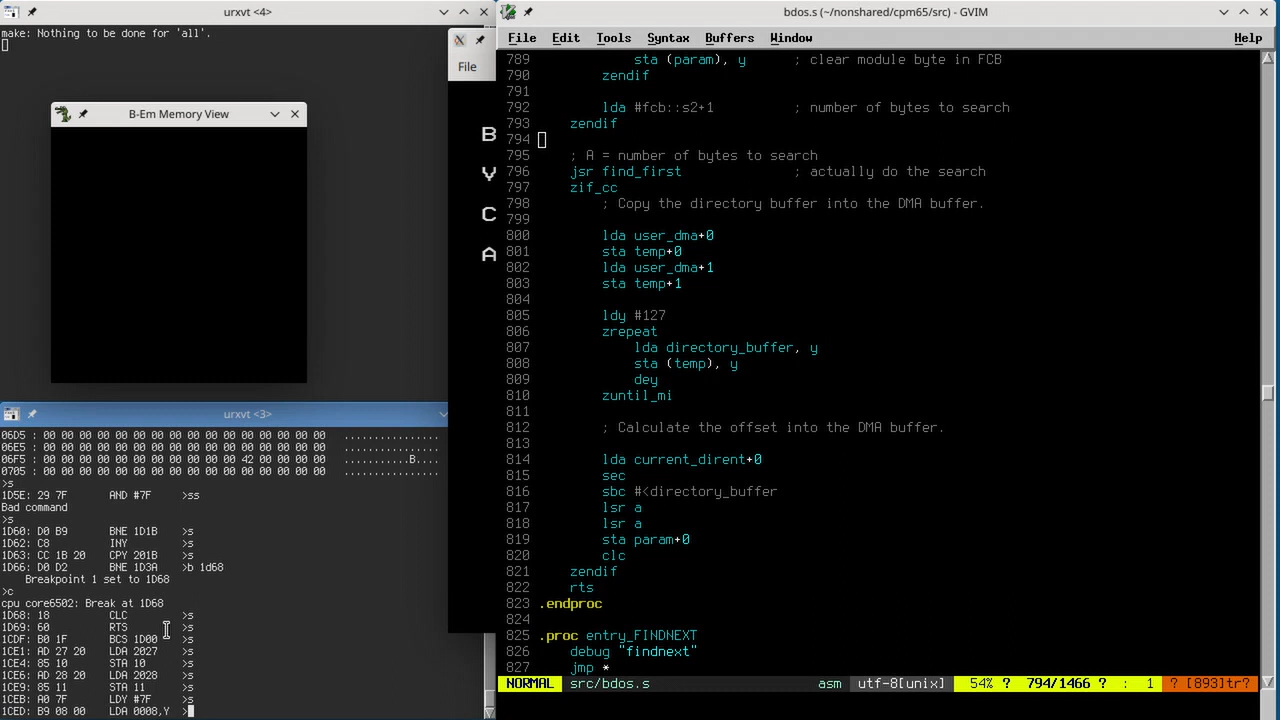 urxvt <4>
make: Nothing to be done for 'all'.
B-Em Memory View
urxvt <3>
06D5 : 00 00 00 00 00 00 00 00 00 00 00 00 00 00 00 00   ................
06E5 : 00 00 00 00 00 00 00 00 00 00 00 00 00 00 00 00   ................
06F5 : 00 00 00 00 00 00 00 00 00 00 00 42 00 00 00 00   ...........B....
0705 : 00 00 00 00 00 00 00 00 00 00 00 00 00 00 00 00   ................
>s
1D5E: 29 7F       AND #7F      >ss
Bad command
>s
1D60: D0 B9       BNE 1D1B     >s
1D62: C8          INY          >s
1D63: CC 1B 20    CPY 201B     >s
1D66: D0 D2       BNE 1D3A     >b 1d68
    Breakpoint 1 set to 1D68
>c
cpu core6502: Break at 1D68
1D68: 18          CLC          >s
1D69: 60          RTS          >s
1CDF: B0 1F       BCS 1D00     >s
1CE1: AD 27 20    LDA 2027     >s
1CE4: 85 10       STA 10       >s
1CE6: AD 28 20    LDA 2028     >s
1CE9: 85 11       STA 11       >s
1CEB: A0 7F       LDY #7F      >s
1CED: B9 08 00    LDA 0008,Y   >
File
B
Y
C
A
bdos.s (~/nonshared/cpm65/src) - GVIM
File Edit Tools Syntax Buffers Window Help
789             sta (param), y      ; clear module byte in FCB
790         zendif
791
792         lda #fcb::s2+1          ; number of bytes to search
793     zendif
794
795     ; A = number of bytes to search
796     jsr find_first              ; actually do the search
797     zif_cc
798         ; Copy the directory buffer into the DMA buffer.
799
800         lda user_dma+0
801         sta temp+0
802         lda user_dma+1
803         sta temp+1
804
805         ldy #127
806         zrepeat
807             lda directory_buffer, y
808             sta (temp), y
809             dey
810         zuntil_mi
811
812         ; Calculate the offset into the DMA buffer.
813
814         lda current_dirent+0
815         sec
816         sbc #<directory_buffer
817         lsr a
818         lsr a
819         sta param+0
820         clc
821     zendif
822     rts
823 .endproc
824
825 .proc entry_FINDNEXT
826     debug "findnext"
827     jmp *
NORMAL src/bdos.s asm utf-8[unix] 54% ? 794/1466 ? : 1 ? [893]tr?